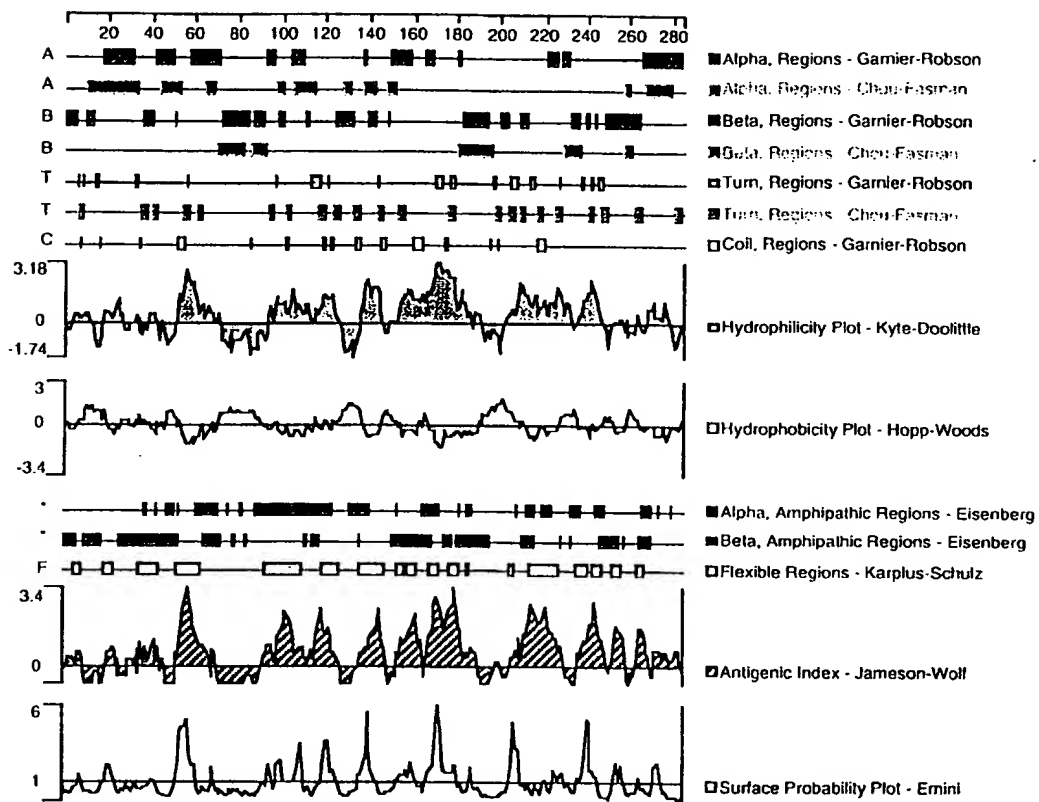 20 40 60 80 100 120 140 160 180 200 220 240 260 280
A Alpha, Regions - Garnier-Robson
A Alpha, Regions - Chou-Fasman
B Beta, Regions - Garnier-Robson
B Beta, Regions - Chou-Fasman
T Turn, Regions - Garnier-Robson
T Turn, Regions - Chou-Fasman
C Coil, Regions - Garnier-Robson
3.18
0
-1.74
Hydrophilicity Plot - Kyte-Doolittle
3
0
-3.4
Hydrophobicity Plot - Hopp-Woods
* Alpha, Amphipathic Regions - Eisenberg
* Beta, Amphipathic Regions - Eisenberg
F Flexible Regions - Karplus-Schulz
3.4
0
Antigenic Index - Jameson-Wolf
6
1
Surface Probability Plot - Emini